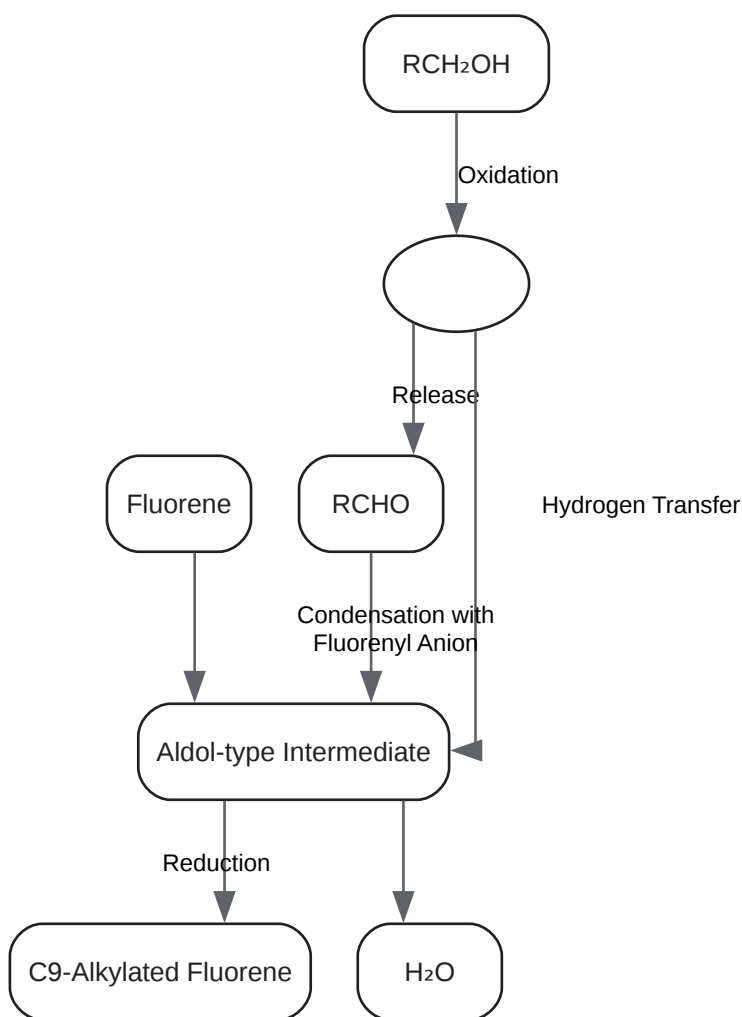 RCH₂OH
Oxidation
Release
Fluorene
RCHO
Hydrogen Transfer
Condensation with
Fluorenyl Anion
Aldol-type Intermediate
Reduction
C9-Alkylated Fluorene
H₂O